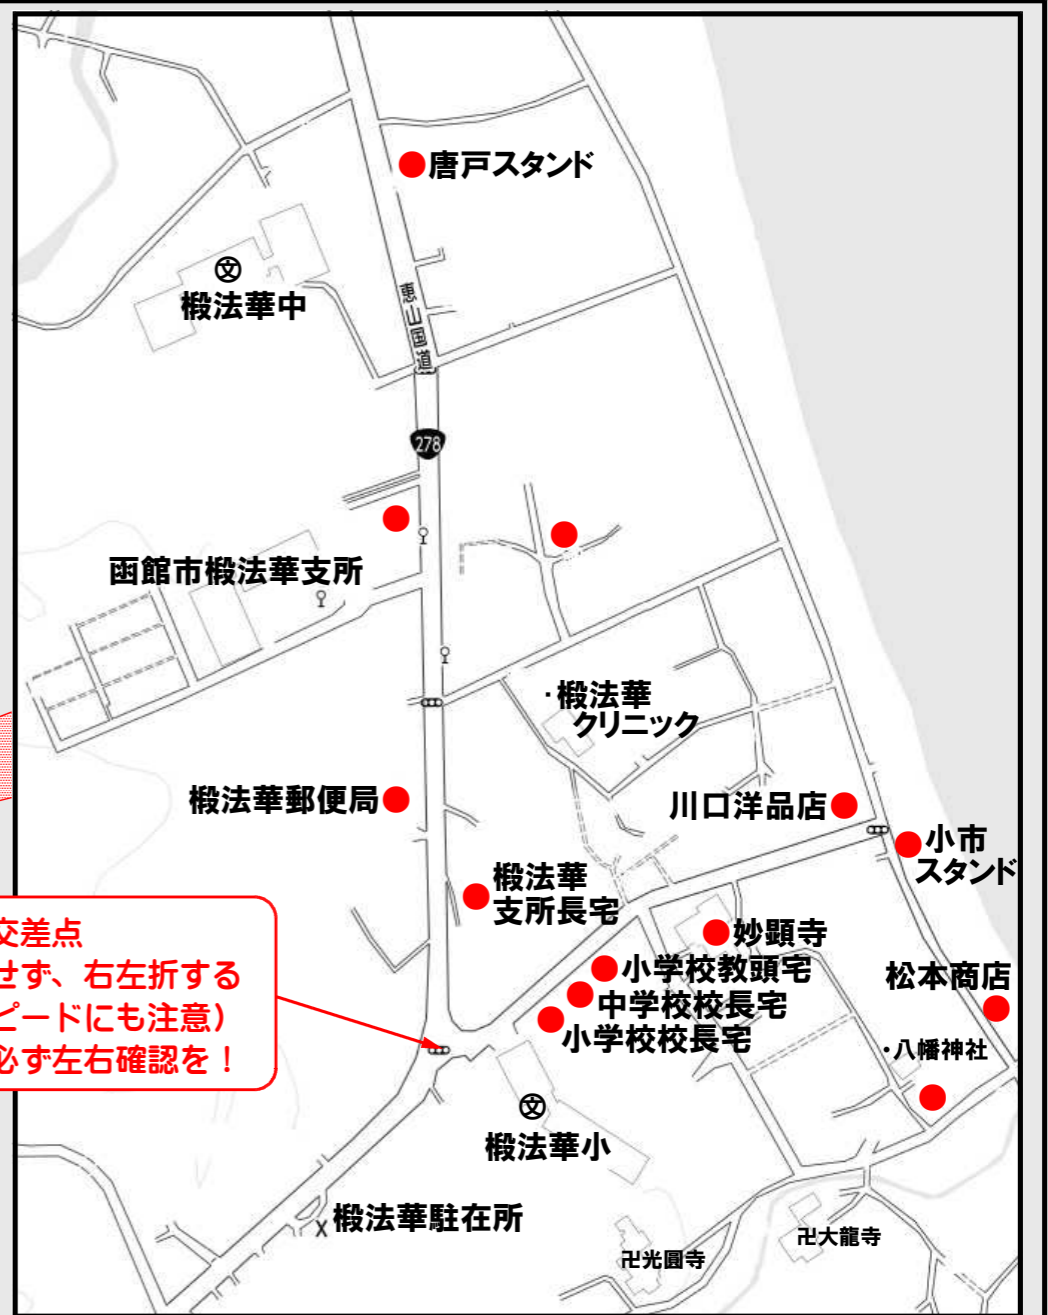 唐戸スタンド
㊛
椴法華中
恵山国道
278
函館市椴法華支所
・椴法華
クリニック
椴法華郵便局
川口洋品店
小市
スタンド
椴法華
支所長宅
交差点
せず、右左折する
ピードにも注意)
必ず左右確認を!
妙顕寺
小学校教頭宅
中学校校長宅
小学校校長宅
松本商店
・八幡神社
文
椴法華小
X椴法華駐在所
卍光圓寺
卍大龍寺